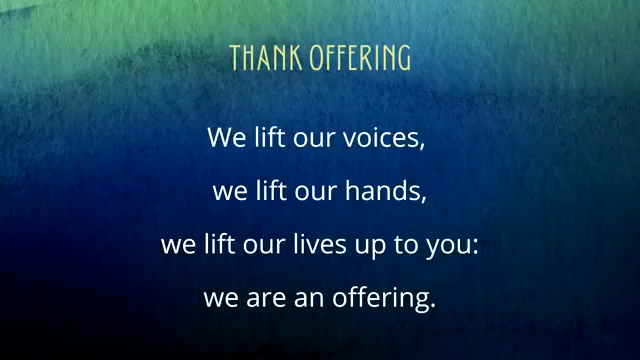 THANK OFFERING
We lift our voices,
we lift our hands,
we lift our lives up to you:
we are an offering.